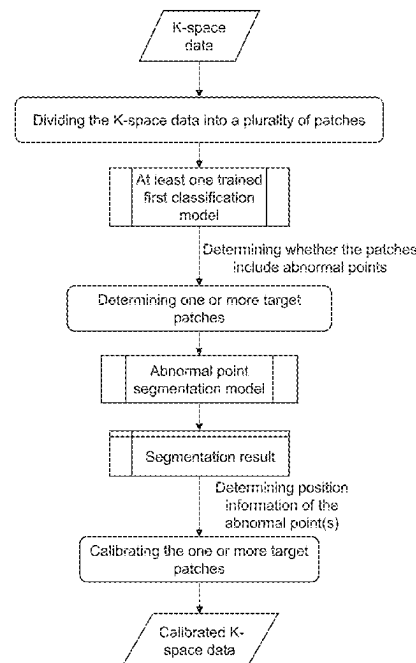 K-space
data
Dividing the K-space data into a plurality of patches
At least one trained
first classification
model
Determining whether the patches
include abnormal points
Determining one or more target
patches
Abnormal point
segmentation model
Segmentation result
Determining position
information of the
abnormal point(s)
Calibrating the one or more target
patches
Calibrated K-
space data